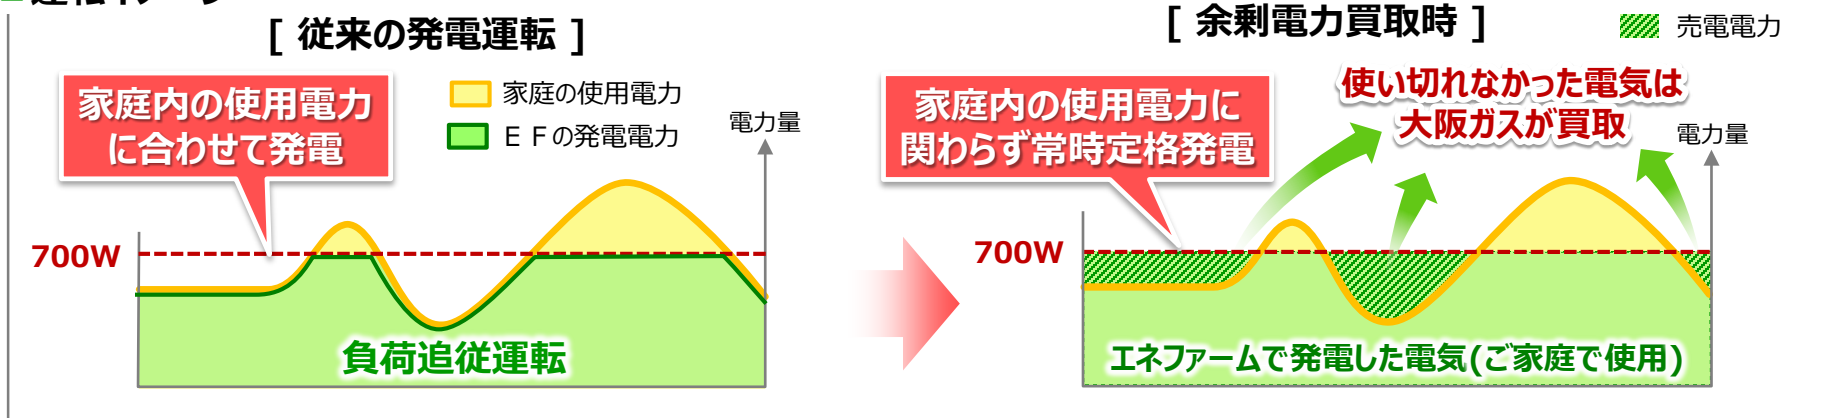 [ 従来の発電運転 ]
家庭内の使用電力
に合わせて発電
家庭の使用電力
ＥＦの発電電力
電力量
700W
負荷追従運転
[ 余剰電力買取時 ]
売電電力
家庭内の使用電力に
関わらず常時定格発電
使い切れなかった電気は
大阪ガスが買取
電力量
700W
エネファームで発電した電気(ご家庭で使用)